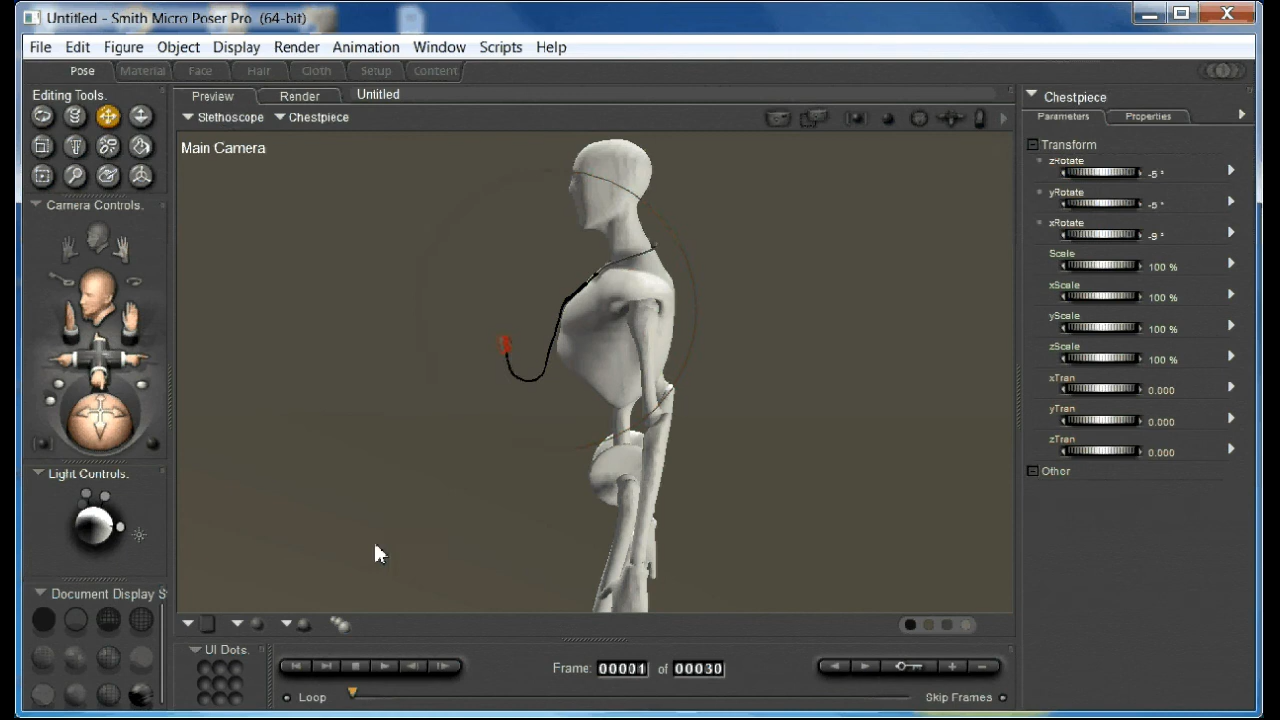 Untitled - Smith Micro Poser Pro (64-bit)
File Edit Figure Object Display Render Animation Window Scripts Help
Pose Material Face Hair Cloth Setup Content
Editing Tools.
Preview Render Untitled
Stethoscope Chestpiece
Main Camera
Camera Controls.
Light Controls.
Document Display S
UI Dots.
Loop
Frame: 00001 of 00030
Skip Frames
Chestpiece
Parameters Properties
Transform
zRotate
-5 °
yRotate
-5 °
xRotate
-9 °
Scale
100 %
xScale
100 %
yScale
100 %
zScale
100 %
xTran
0.000
yTran
0.000
zTran
0.000
Other